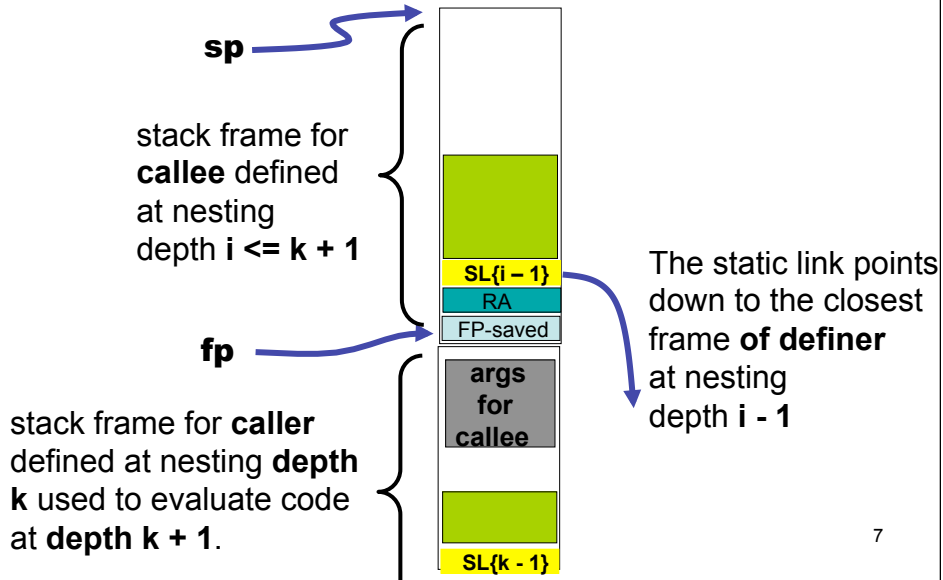 sp
stack frame for
callee defined
at nesting
depth i <= k + 1
SL{i – 1}
RA
FP-saved
fp
The static link points
down to the closest
frame of definer
at nesting
depth i - 1
args
for
callee
stack frame for caller
defined at nesting depth
k used to evaluate code
at depth k + 1.
SL{k - 1}
7